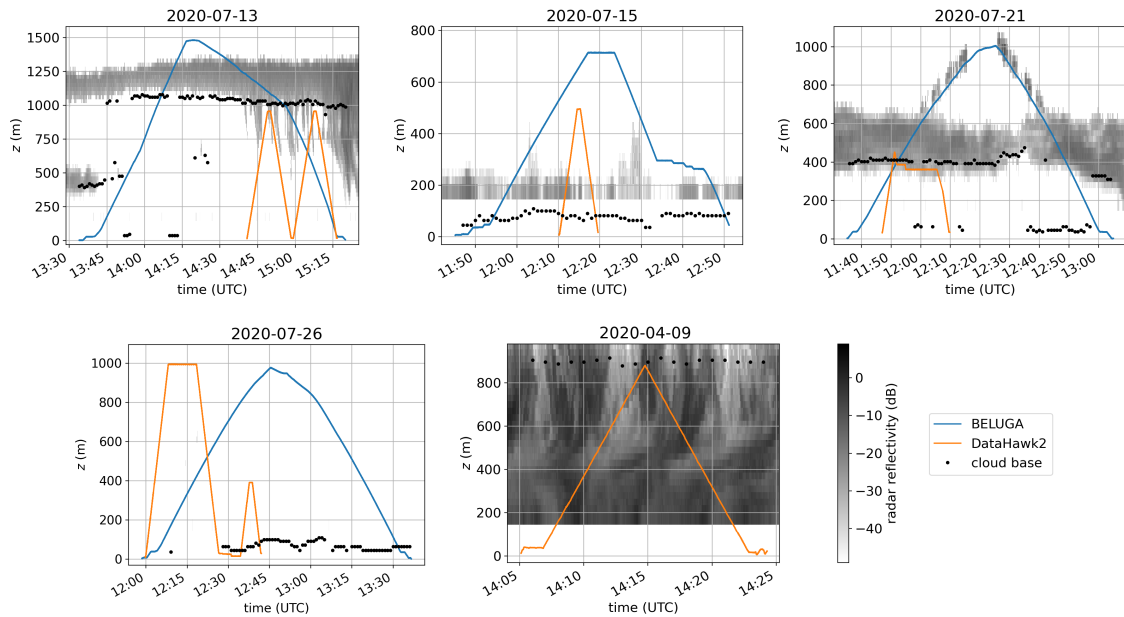 2020-07-13
1500
1250
1000
750
500
250
0
z (m)
13:30 13:45 14:00 14:15 14:30 14:45 15:00 15:15
time (UTC)
2020-07-15
800
600
400
200
0
z (m)
11:50 12:00 12:10 12:20 12:30 12:40 12:50
time (UTC)
2020-07-21
1000
800
600
400
200
0
z (m)
11:40 11:50 12:00 12:10 12:20 12:30 12:40 12:50 13:00
time (UTC)
2020-07-26
1000
800
600
400
200
0
z (m)
12:00 12:15 12:30 12:45 13:00 13:15 13:30
time (UTC)
2020-04-09
800
600
400
200
0
z (m)
14:05 14:10 14:15 14:20 14:25
time (UTC)
0
−10
−20
−30
−40
radar reflectivity (dB)
BELUGA
DataHawk2
cloud base